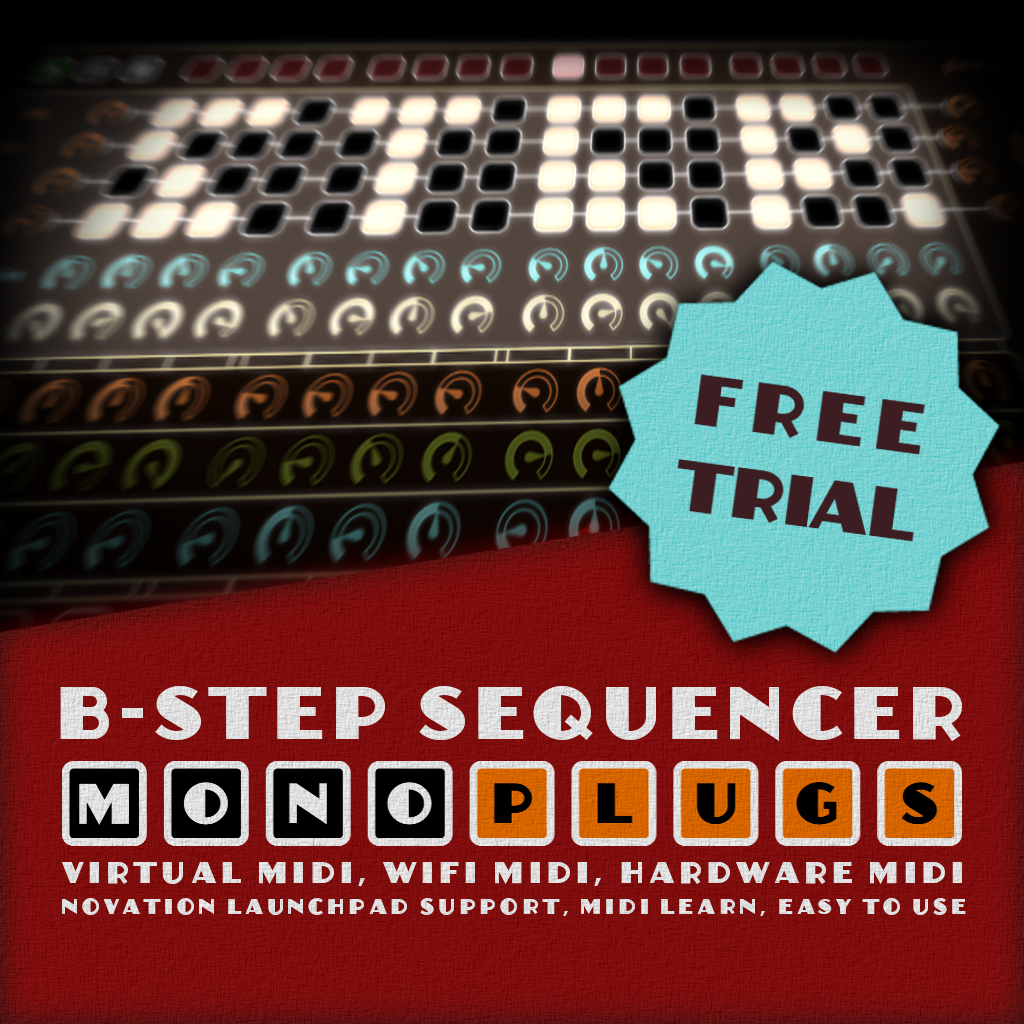 FREE
TRIAL
B-STEP SEQUENCER
MONOPLUGS
VIRTUAL MIDI, WIFI MIDI, HARDWARE MIDI
NOVATION LAUNCHPAD SUPPORT, MIDI LEARN, EASY TO USE